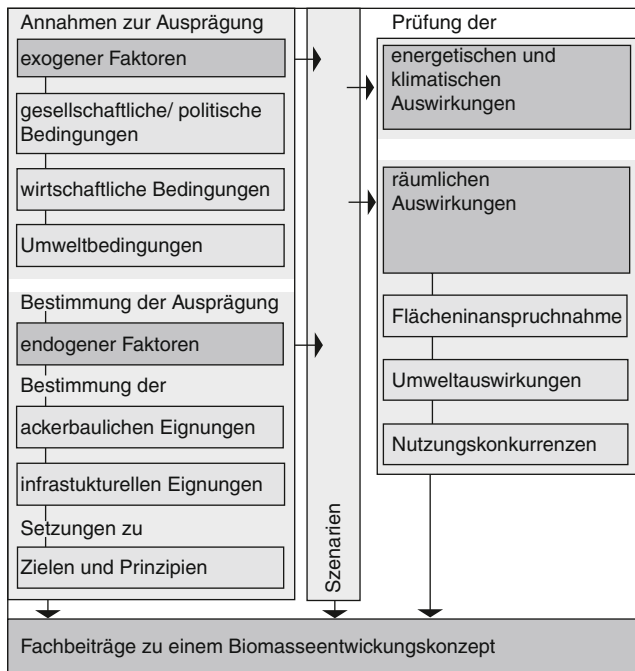 Annahmen zur Ausprägung
exogener Faktoren
gesellschaftliche/ politische
Bedingungen
wirtschaftliche Bedingungen
Umweltbedingungen
Bestimmung der Ausprägung
endogener Faktoren
Bestimmung der
ackerbaulichen Eignungen
infrastukturellen Eignungen
Setzungen zu
Zielen und Prinzipien
Szenarien
Prüfung der
energetischen und
klimatischen
Auswirkungen
räumlichen
Auswirkungen
Flächeninanspruchnahme
Umweltauswirkungen
Nutzungskonkurrenzen
Fachbeiträge zu einem Biomasseentwickungskonzept